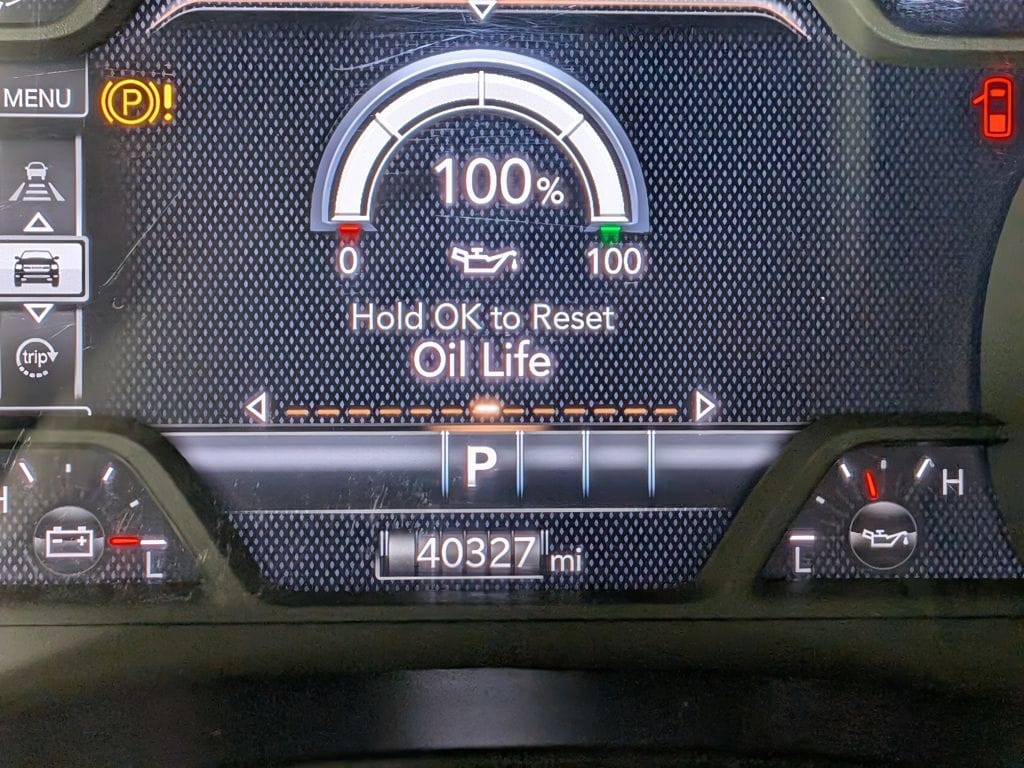 MENU
P!
100%
0
100
Hold OK to Reset
Oil Life
trip
P
H
H
L
L
40327 mi